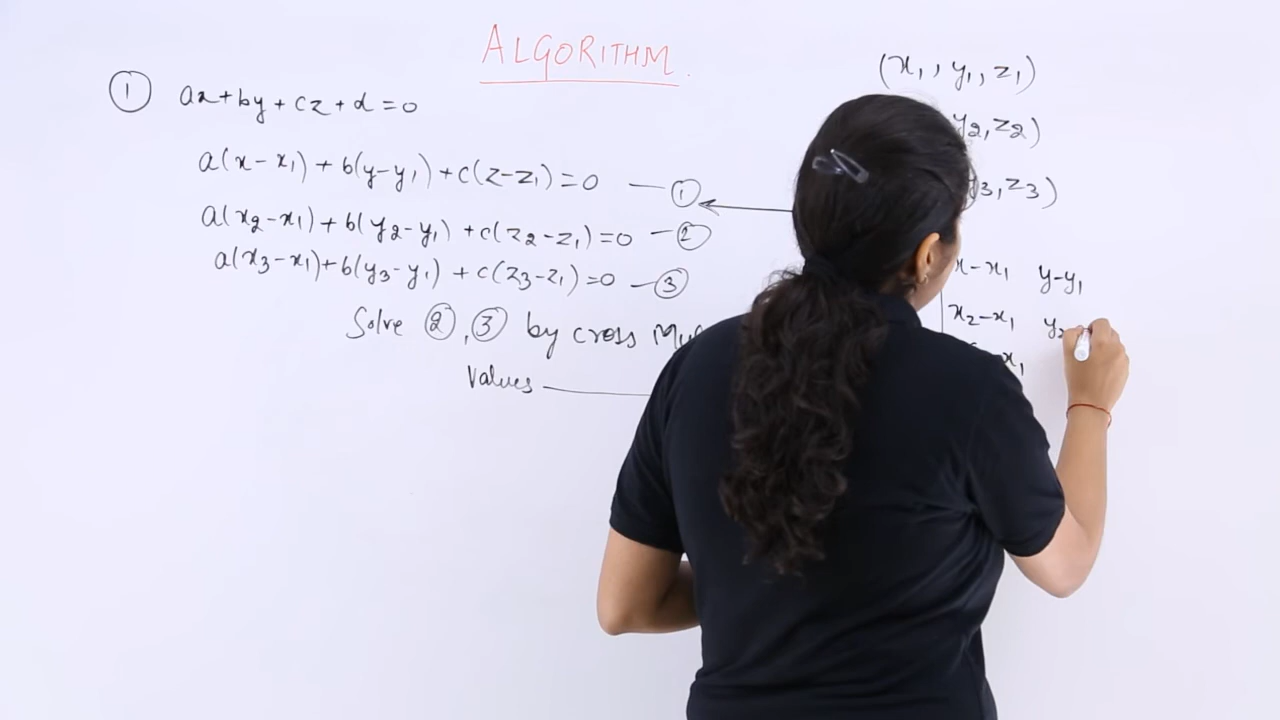 ALGORITHM.
① ax+by+cz+d=0
a(x-x₁)+b(y-y₁)+c(z-z₁)=0 — ①
a(x₂-x₁)+b(y₂-y₁)+c(z₂-z₁)=0 — ②
a(x₃-x₁)+b(y₃-y₁)+c(z₃-z₁)=0 — ③
Solve ②,③ by cross
Values
(x₁, y₁, z₁)
y₂, z₂)
z₃)
x-x₁ y-y₁
x₂-x₁ y₂
x₁